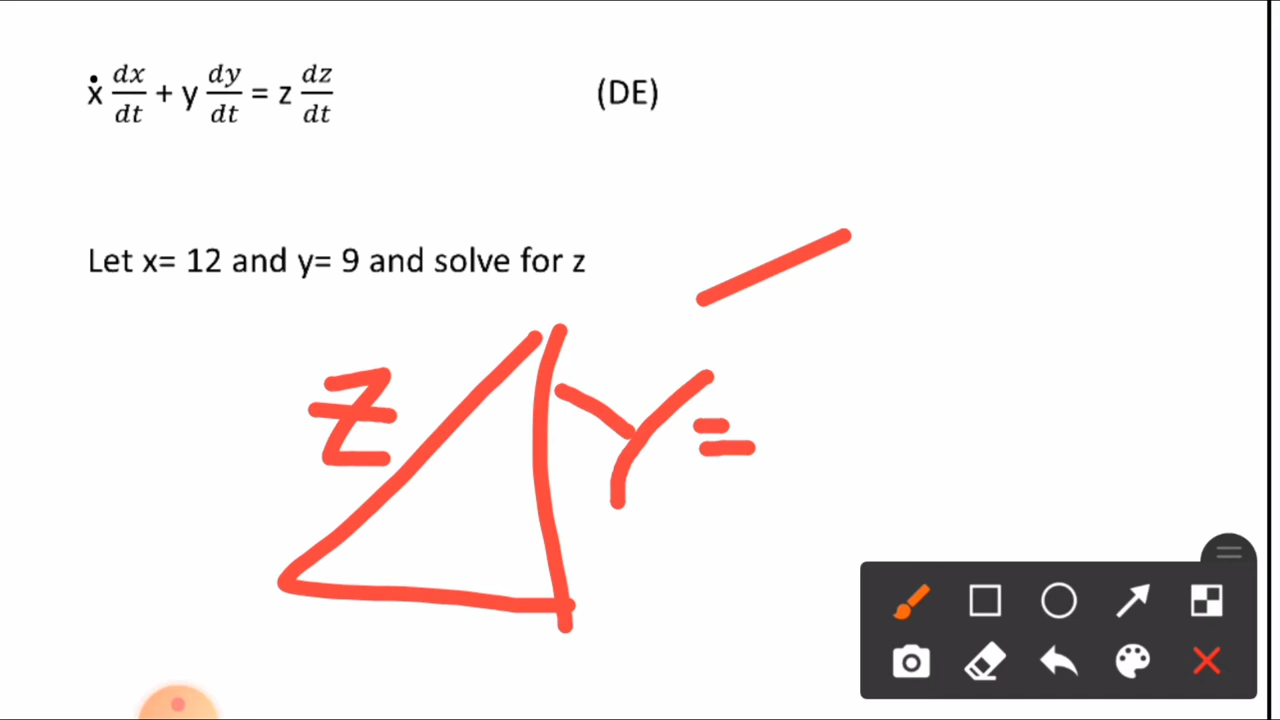 ẋ dx/dt + y dy/dt = z dz/dt (DE)
Let x= 12 and y= 9 and solve for z
Z
Y=